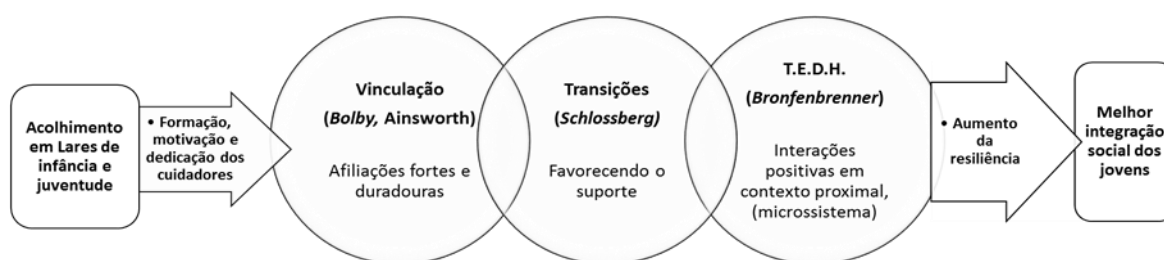 Acolhimento
em Lares de
infância e
juventude
• Formação,
motivação e
dedicação dos
cuidadores
Vinculação
(Bolby, Ainsworth)
Afiliações fortes e
duradouras
Transições
(Schlossberg)
Favorecendo o
suporte
T.E.D.H.
(Bronfenbrenner)
Interações
positivas em
contexto proximal,
(microssistema)
• Aumento
da
resiliência
Melhor
integração
social dos
jovens